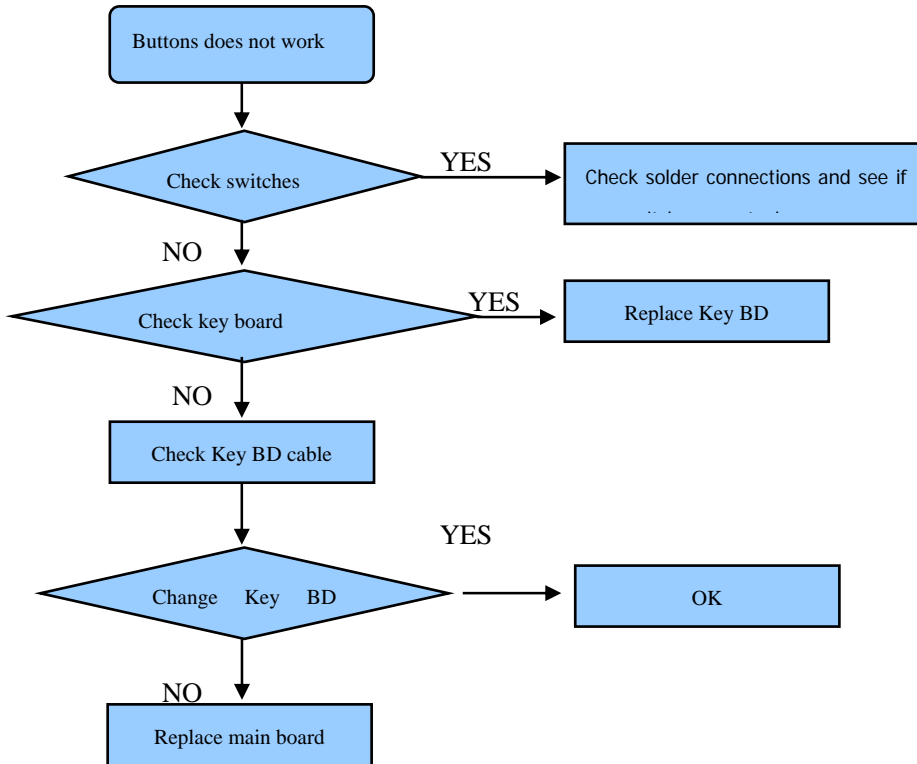 Buttons does not work
Check switches
YES
Check solder connections and see if
NO
Check key board
YES
Replace Key BD
NO
Check Key BD cable
YES
Change Key BD
OK
NO
Replace main board